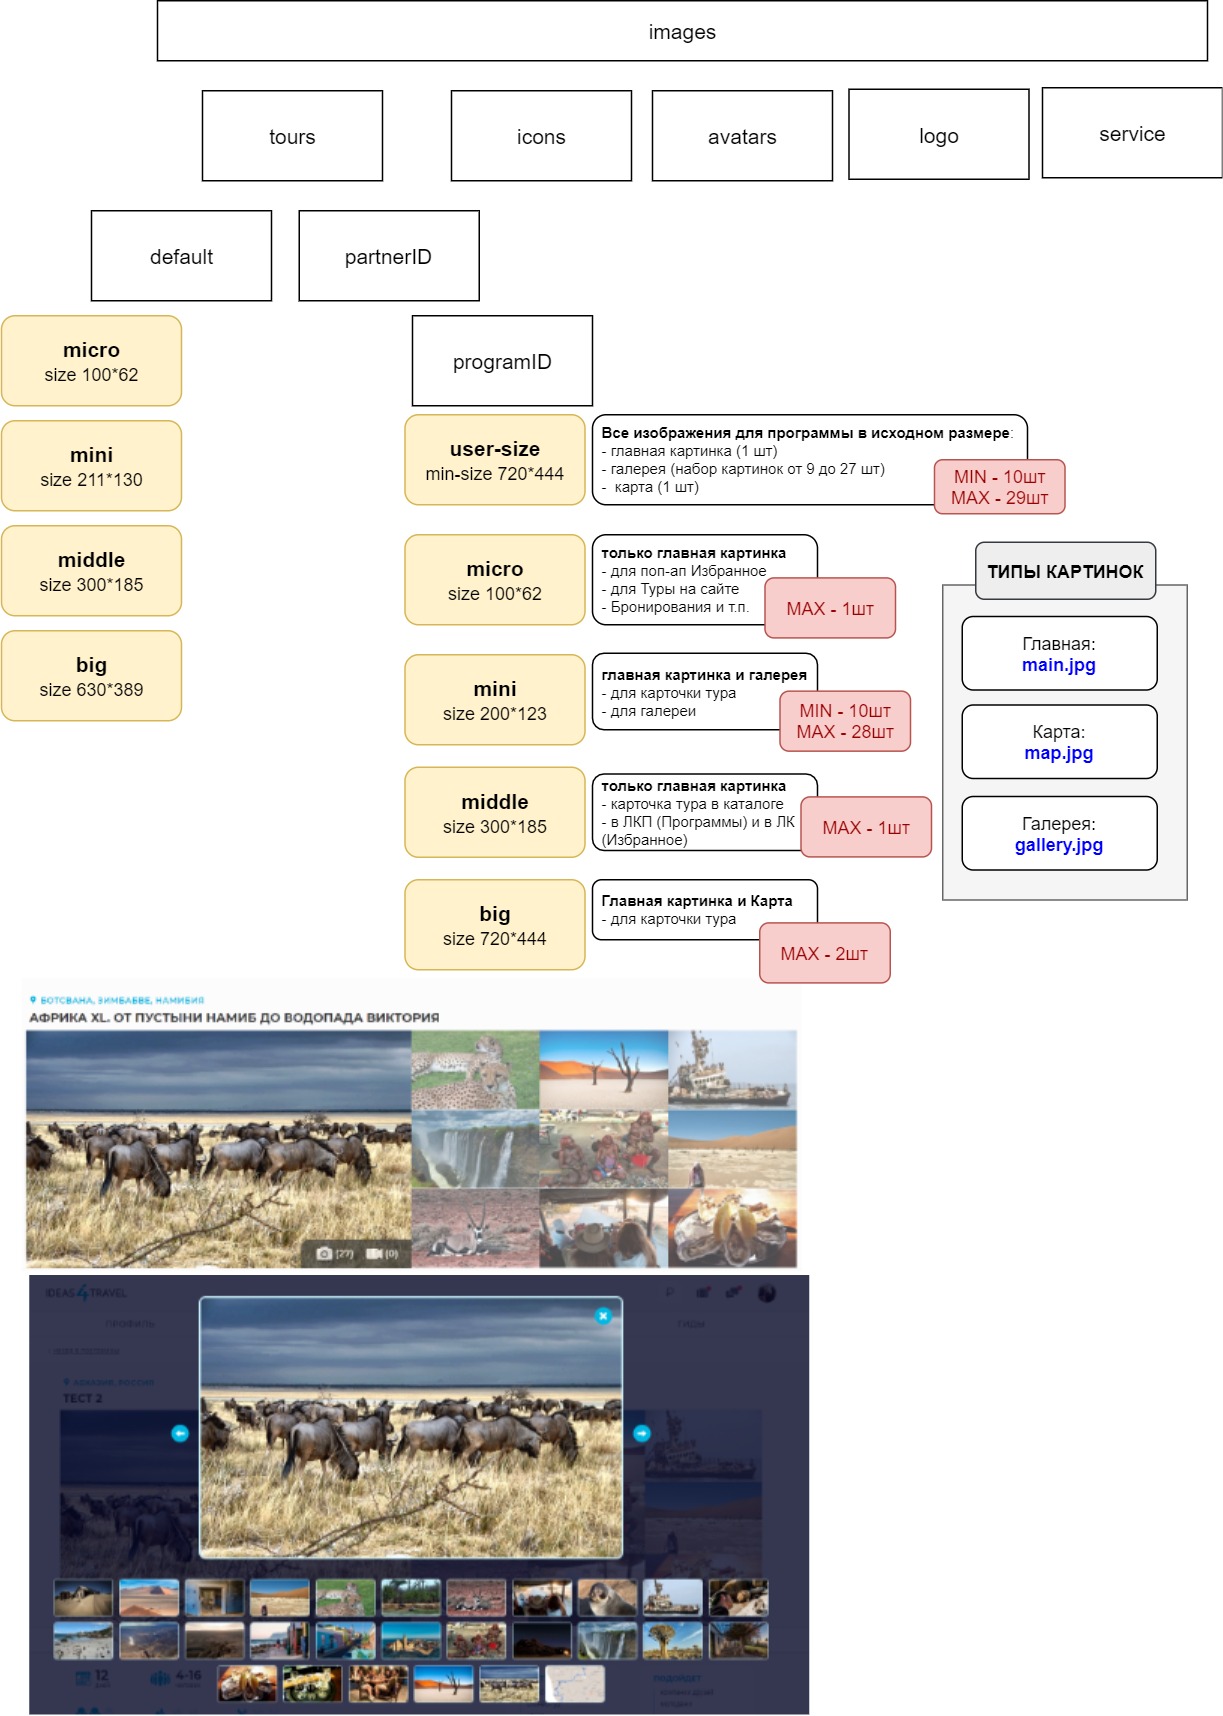 images
tours
icons
avatars
logo
service
default
partnerID
micro
size 100*62
mini
size 211*130
middle
size 300*185
big
size 630*389
programID
user-size
min-size 720*444
Все изображения для программы в исходном размере:
- главная картинка (1 шт)
- галерея (набор картинок от 9 до 27 шт)
- карта (1 шт)
MIN - 10шт
MAX - 29шт
micro
size 100*62
только главная картинка
- для поп-ап Избранное
- для Туры на сайте
- Бронирования и т.п.
MAX - 1шт
mini
size 200*123
главная картинка и галерея
- для карточки тура
- для галереи
MIN - 10шт
MAX - 28шт
middle
size 300*185
только главная картинка
- карточка тура в каталоге
- в ЛКП (Программы) и в ЛК
(Избранное)
MAX - 1шт
big
size 720*444
Главная картинка и Карта
- для карточки тура
MAX - 2шт
ТИПЫ КАРТИНОК
Главная:
main.jpg
Карта:
map.jpg
Галерея:
gallery.jpg
БОТСВАНА, ЗИМБАБВЕ, НАМИБИЯ
АФРИКА XL. ОТ ПУСТЫНИ НАМИБ ДО ВОДОПАДА ВИКТОРИЯ
(27) (0)
IDEAS4TRAVEL
ПРОФИЛЬ
ГИДЫ
АБХАЗИЯ, РОССИЯ
ТЕСТ 2
12
4-16
ПОДОЙДЕТ